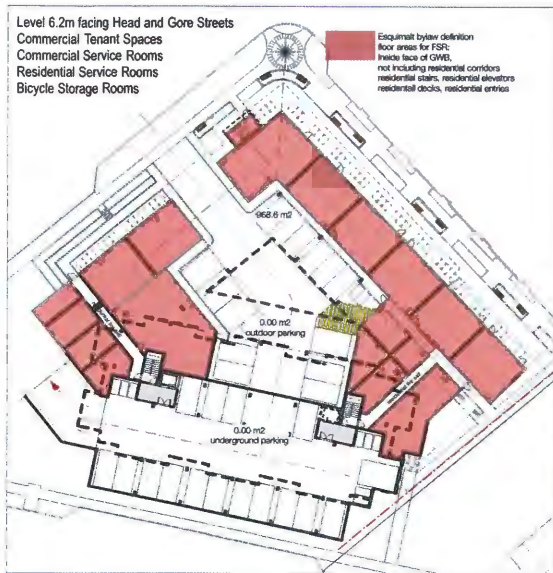 Level 6.2m facing Head and Gore Streets
Commercial Tenant Spaces
Commercial Service Rooms
Residential Service Rooms
Bicycle Storage Rooms
Esquimalt bylaw definition
floor areas for FSR:
Inside face of GWB,
not including residential corridors
residential stairs, residential elevators
residentail decks, residential entries
968.6 m2
0.00 m2
outdoor parking
0.00 m2
underground parking